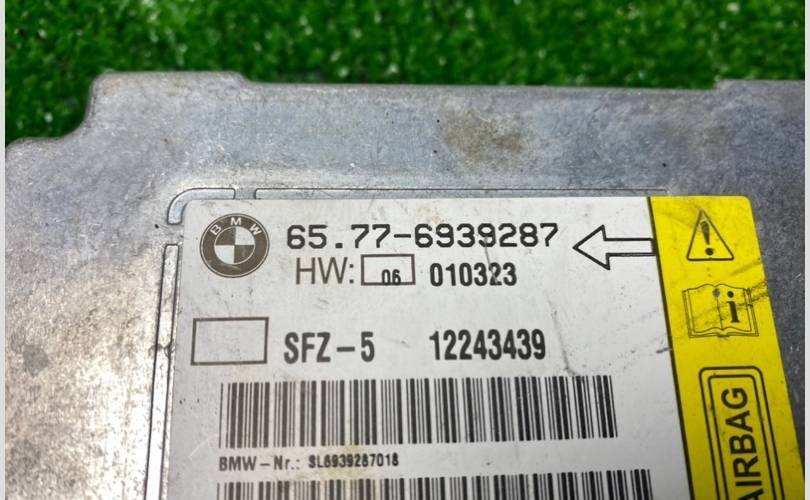 BMW
65.77-6939287
HW: 06 010323
SFZ-5 12243439
BMW-Nr.: SL6939287018
AIRBAG